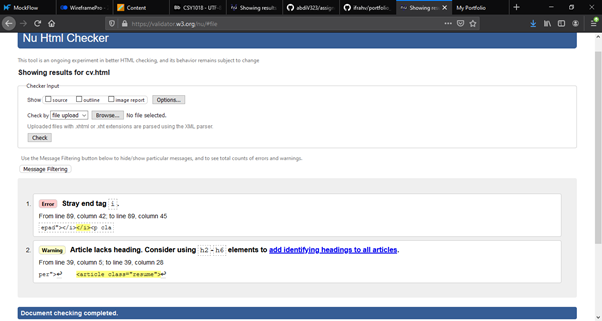 MockFlow
WireframePro -
Content
CSY1018 - UTF-
Showing results
abdilV323/assign
ifrahv/portfolio
Showing resu
My Portfolio
https://validator.w3.org/nu/#file
Nu Html Checker
This tool is an ongoing experiment in better HTML checking, and its behavior remains subject to change
Showing results for cv.html
Checker Input
Show source outline image report Options...
Check by file upload Browse... No file selected.
Uploaded files with .xhtml or .xht extensions are parsed using the XML parser.
Check
Use the Message Filtering button below to hide/show particular messages, and to see total counts of errors and warnings.
Message Filtering
1. Error Stray end tag i.
From line 89, column 42; to line 89, column 45
epad"></i></i><p cla
2. Warning Article lacks heading. Consider using h2-h6 elements to add identifying headings to all articles.
From line 39, column 5; to line 39, column 28
per">↩ <article class="resume">↩
Document checking completed.